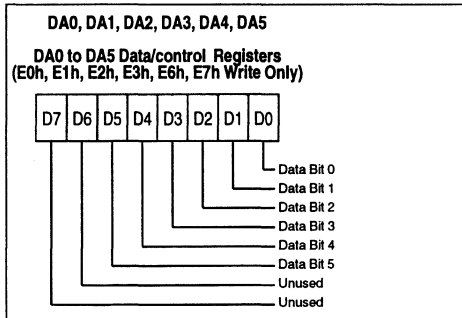 DA0, DA1, DA2, DA3, DA4, DA5
DA0 to DA5 Data/control Registers
(E0h, E1h, E2h, E3h, E6h, E7h Write Only)
D7 D6 D5 D4 D3 D2 D1 D0
Data Bit 0
Data Bit 1
Data Bit 2
Data Bit 3
Data Bit 4
Data Bit 5
Unused
Unused